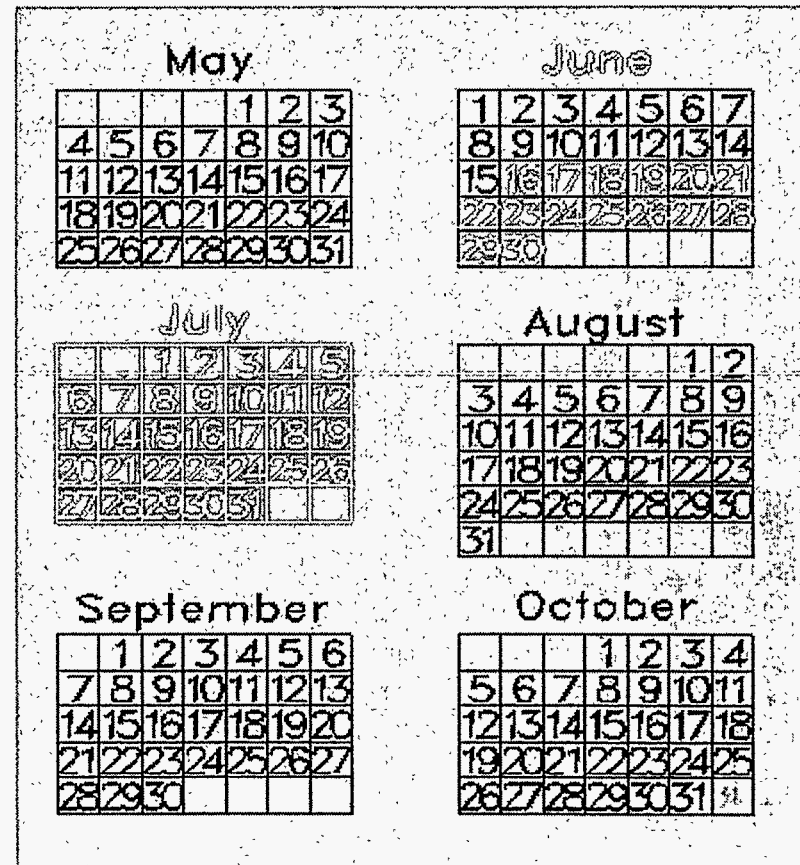 May
1 2 3
4 5 6 7 8 9 10
11 12 13 14 15 16 17
18 19 20 21 22 23 24
25 26 27 28 29 30 31
June
1 2 3 4 5 6 7
8 9 10 11 12 13 14
15 16 17 18 19 20 21
22 23 24 25 26 27 28
29 30
July
1 2 3 4 5
6 7 8 9 10 11 12
13 14 15 16 17 18 19
20 21 22 23 24 25 26
27 28 29 30 31
August
1 2
3 4 5 6 7 8 9
10 11 12 13 14 15 16
17 18 19 20 21 22 23
24 25 26 27 28 29 30
31
September
1 2 3 4 5 6
7 8 9 10 11 12 13
14 15 16 17 18 19 20
21 22 23 24 25 26 27
28 29 30
October
1 2 3 4
5 6 7 8 9 10 11
12 13 14 15 16 17 18
19 20 21 22 23 24 25
26 27 28 29 30 31